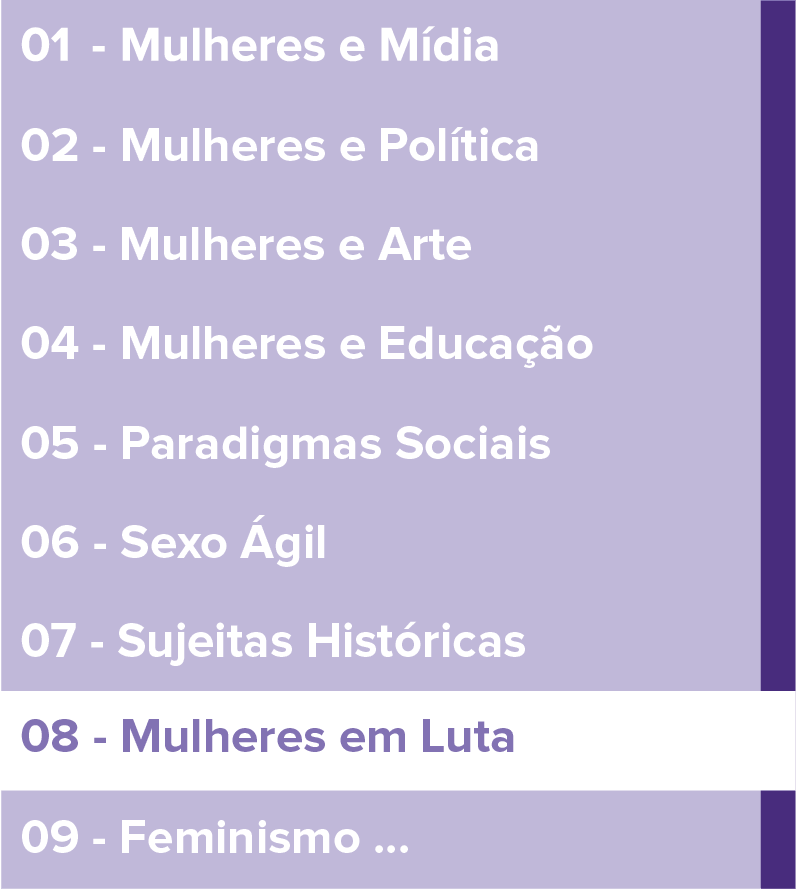 01 - Mulheres e Mídia
02 - Mulheres e Política
03 - Mulheres e Arte
04 - Mulheres e Educação
05 - Paradigmas Sociais
06 - Sexo Ágil
07 - Sujeitas Históricas
08 - Mulheres em Luta
09 - Feminismo ...